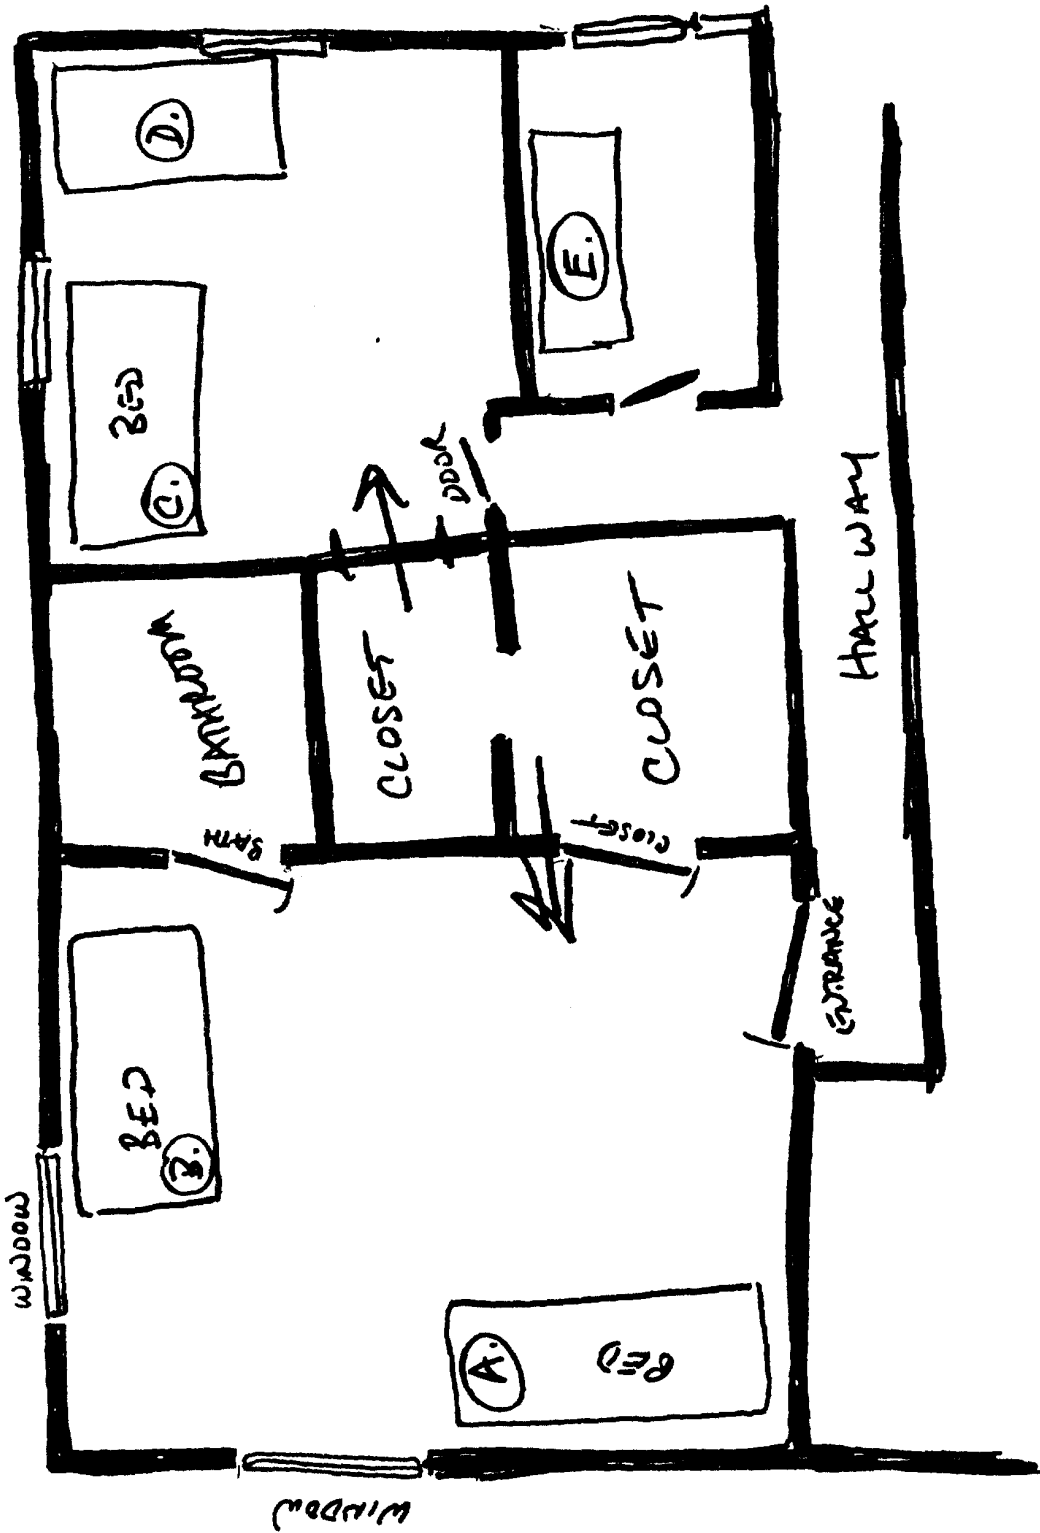 D.
E.
BED
C.
DOOR
HALLWAY
BATHROOM
CLOSET
CLOSET
BATH
CLOSET
ENTRANCE
BED
B.
WINDOW
A.
BED
WINDOW